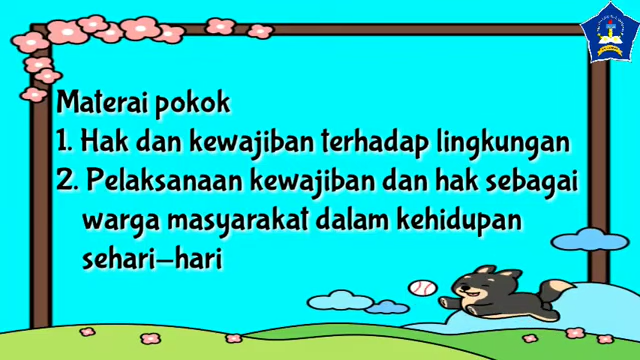 Materai pokok
1. Hak dan kewajiban terhadap lingkungan
2. Pelaksanaan kewajiban dan hak sebagai
warga masyarakat dalam kehidupan
sehari-hari